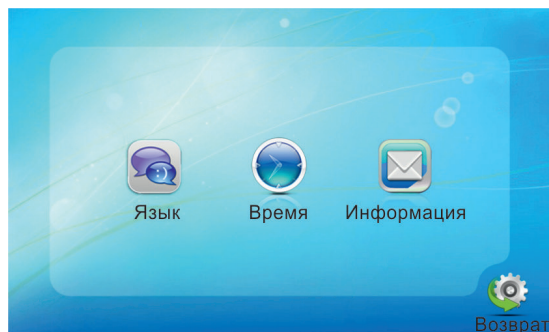 Язык
Время
Информация
Возврат